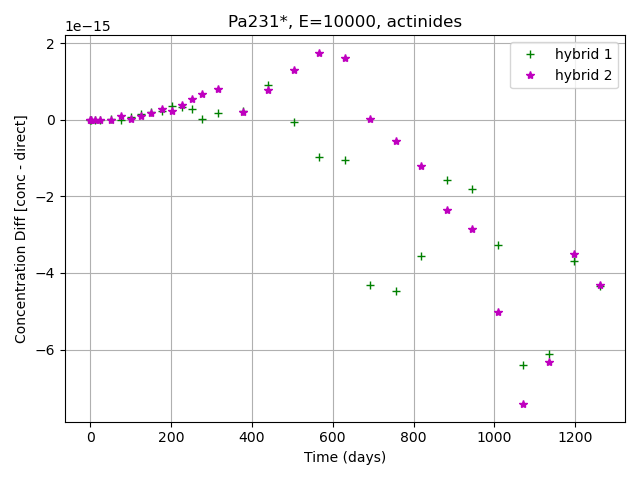 Pa231*, E=10000, actinides
1e−15
hybrid 1
hybrid 2
2
0
−2
−4
−6
Concentration Diff [conc - direct]
0 200 400 600 800 1000 1200
Time (days)